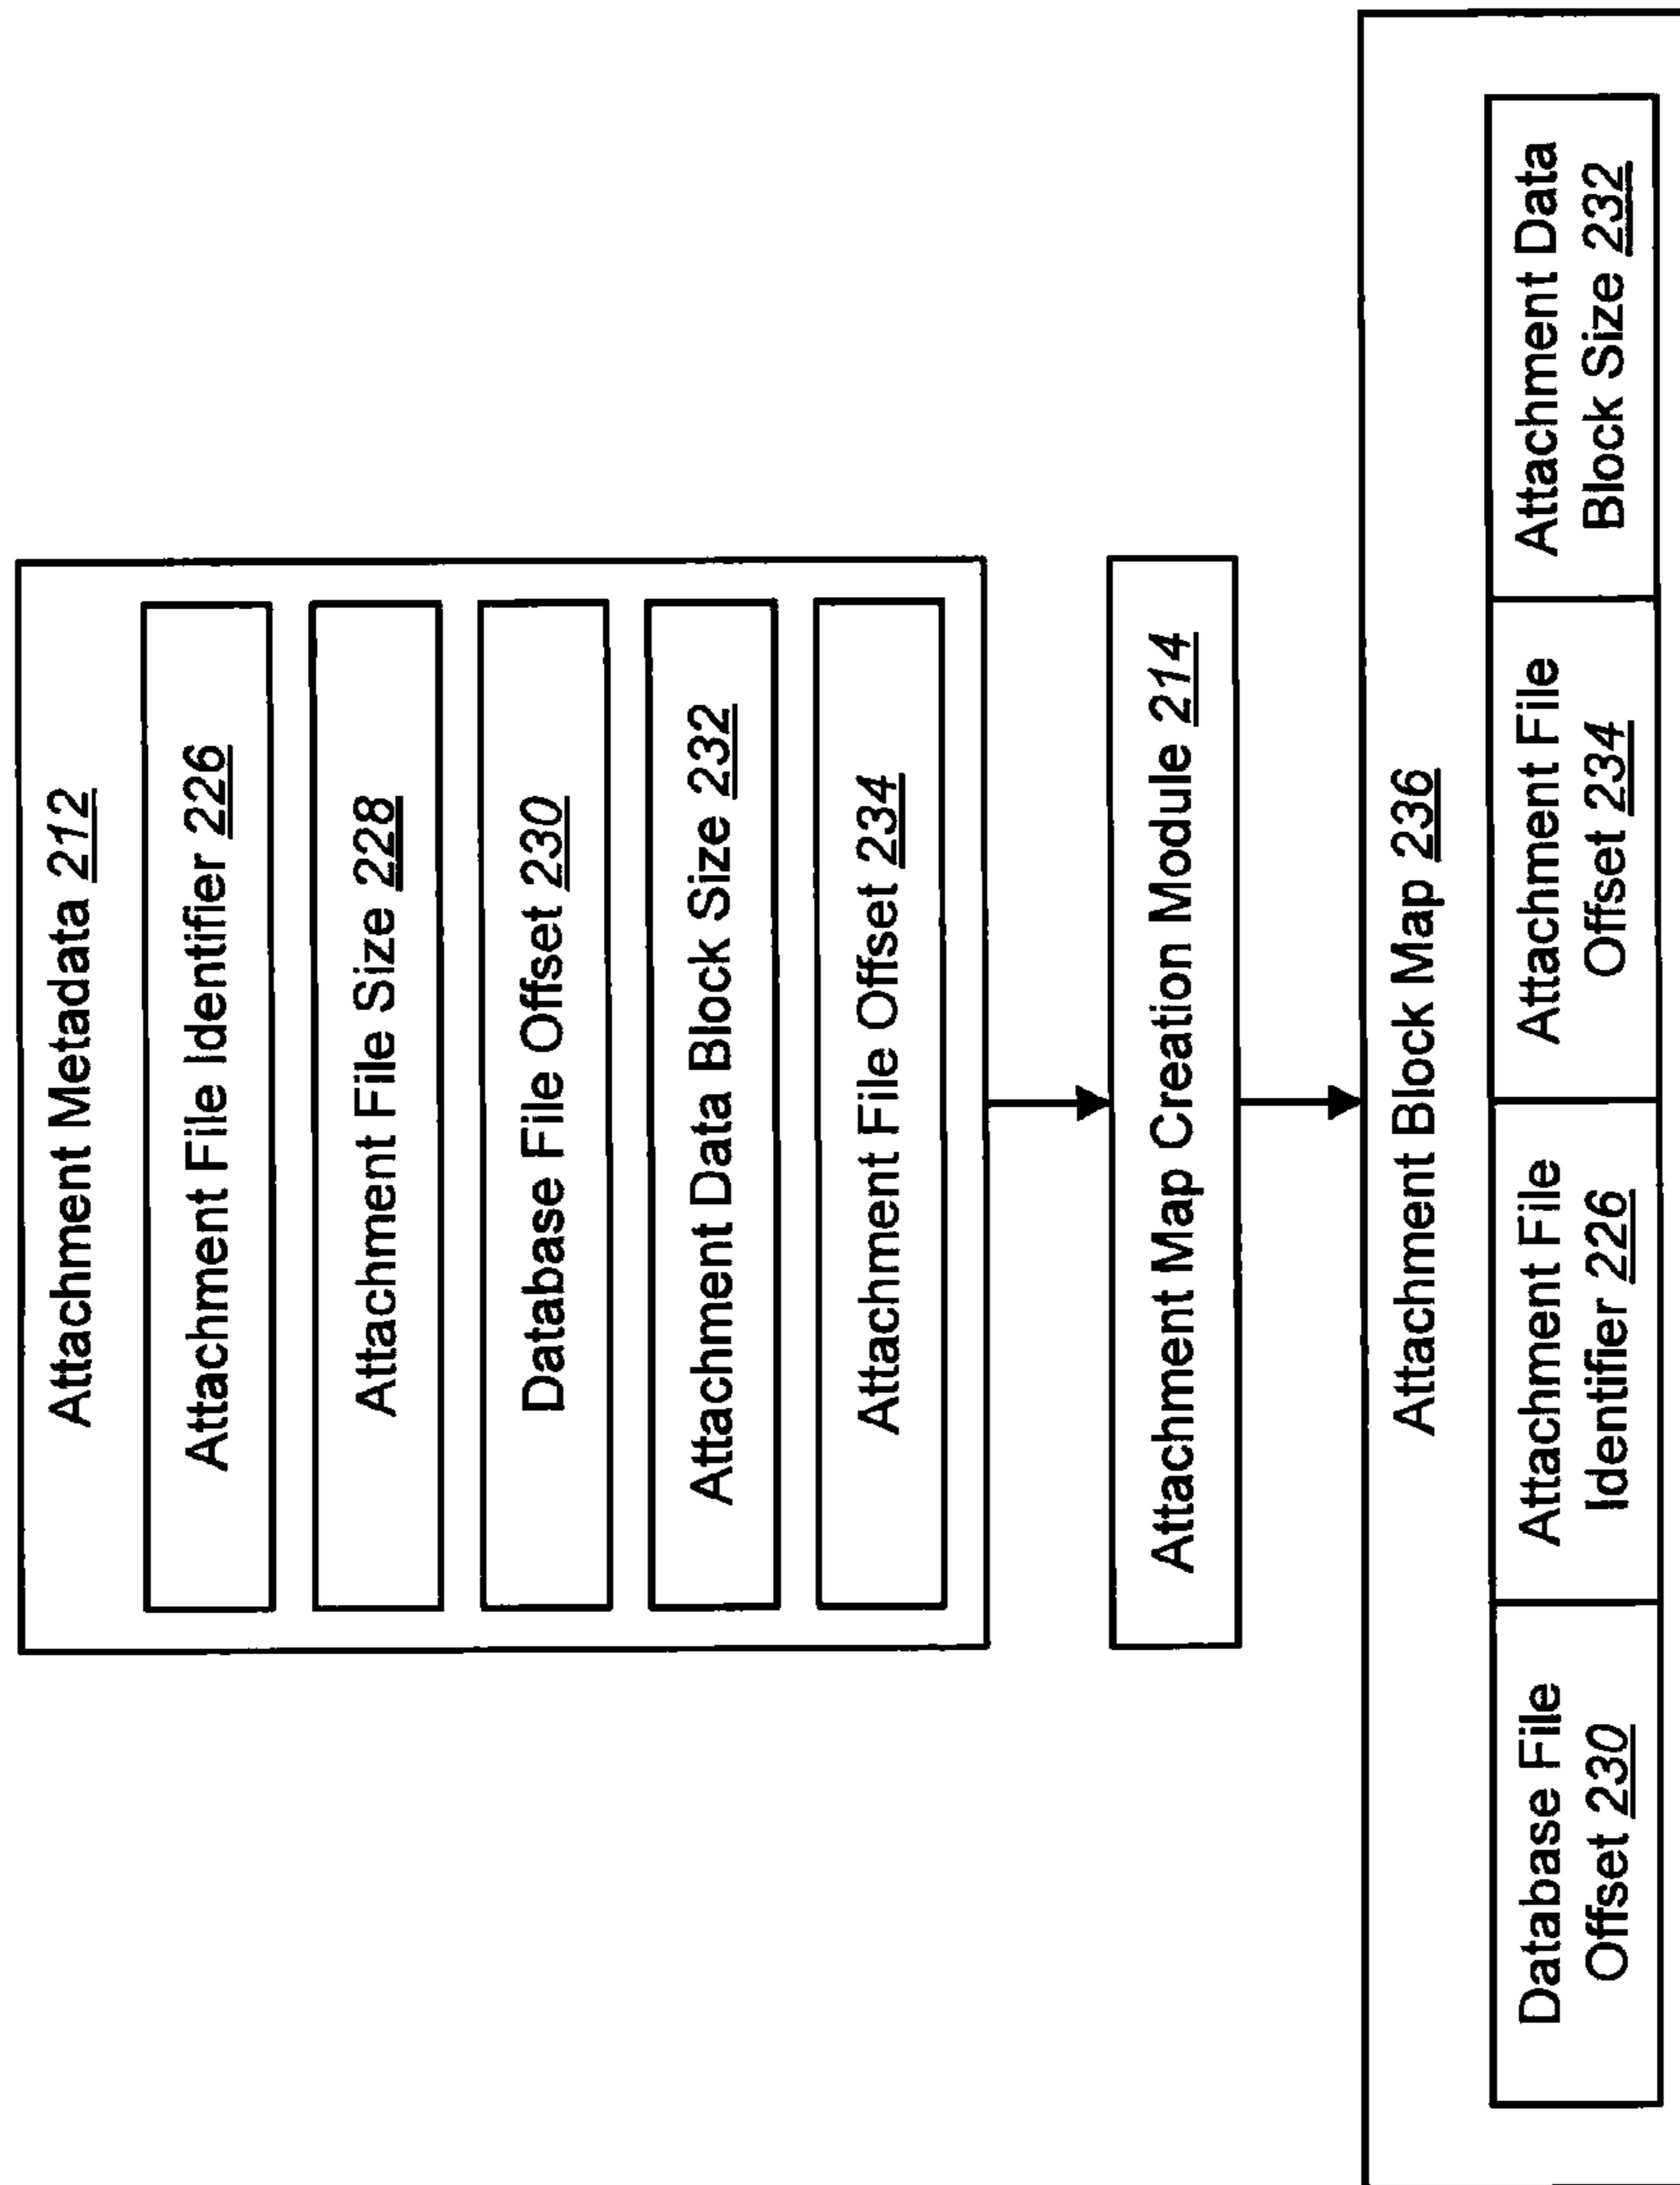 Attachment Metadata 212
Attachment File Identifier 226
Attachment File Size 228
Database File Offset 230
Attachment Data Block Size 232
Attachment File Offset 234
Attachment Map Creation Module 214
Attachment Block Map 236
Database File
Offset 230
Attachment File
Identifier 226
Attachment File
Offset 234
Attachment Data
Block Size 232